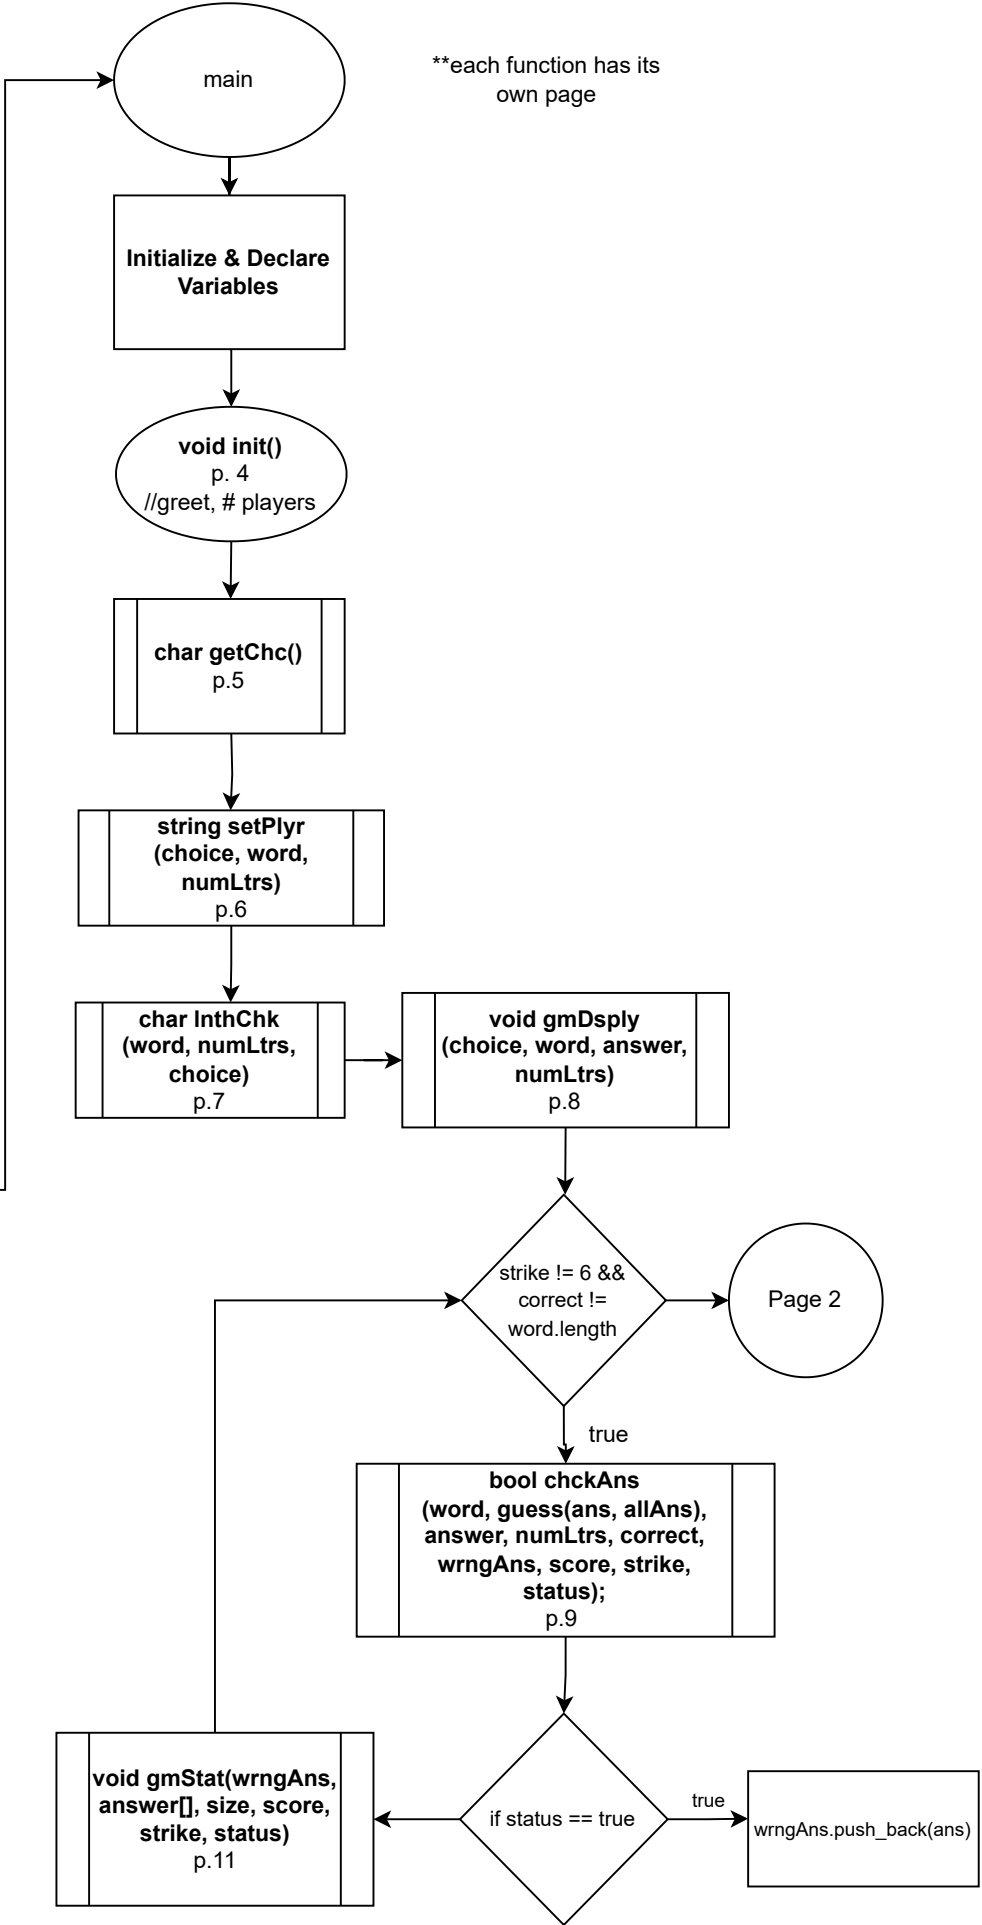 main
**each function has its
own page
Initialize & Declare
Variables
void init()
p. 4
//greet, # players
char getChc()
p.5
string setPlyr
(choice, word,
numLtrs)
p.6
char lnthChk
(word, numLtrs,
choice)
p.7
void gmDsply
(choice, word, answer,
numLtrs)
p.8
strike != 6 &&
correct !=
word.length
Page 2
true
bool chckAns
(word, guess(ans, allAns),
answer, numLtrs, correct,
wrngAns, score, strike,
status);
p.9
void gmStat(wrngAns,
answer[], size, score,
strike, status)
p.11
if status == true
true
wrngAns.push_back(ans)